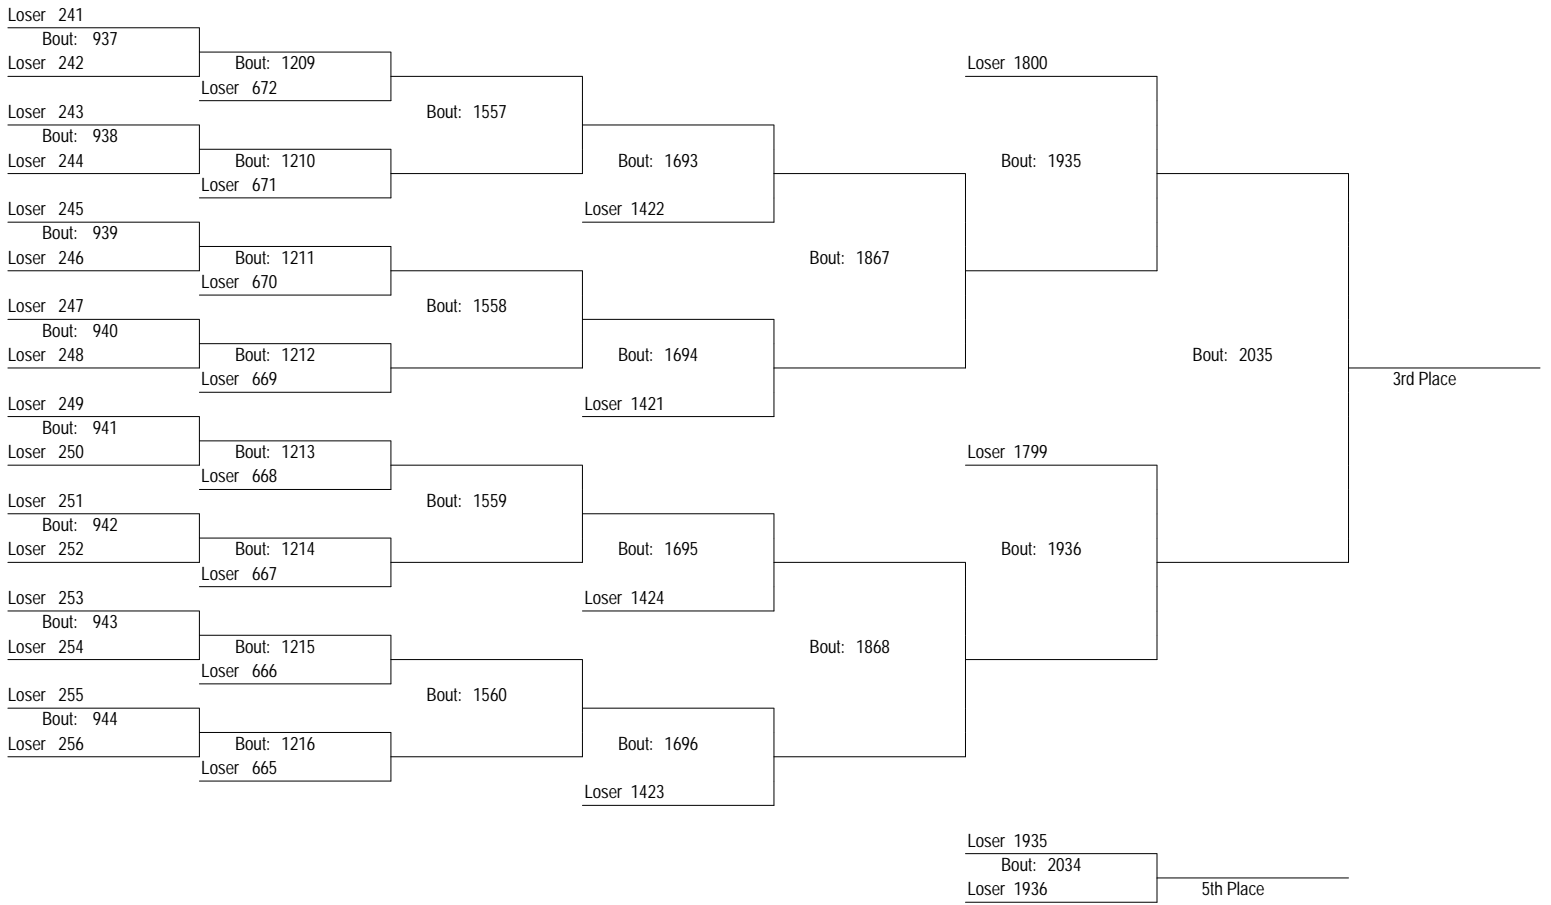 Loser 241
Bout: 937
Loser 242
Bout: 1209
Loser 672
Loser 1800
Loser 243
Bout: 1557
Bout: 938
Loser 244
Bout: 1210
Bout: 1693
Bout: 1935
Loser 671
Loser 245
Loser 1422
Bout: 939
Loser 246
Bout: 1211
Bout: 1867
Loser 670
Loser 247
Bout: 1558
Bout: 940
Loser 248
Bout: 1212
Bout: 1694
Bout: 2035
Loser 669
3rd Place
Loser 249
Loser 1421
Bout: 941
Loser 250
Bout: 1213
Loser 1799
Loser 668
Loser 251
Bout: 1559
Bout: 942
Loser 252
Bout: 1214
Bout: 1695
Bout: 1936
Loser 667
Loser 253
Loser 1424
Bout: 943
Loser 254
Bout: 1215
Bout: 1868
Loser 666
Loser 255
Bout: 1560
Bout: 944
Loser 256
Bout: 1216
Bout: 1696
Loser 665
Loser 1423
Loser 1935
Bout: 2034
Loser 1936
5th Place